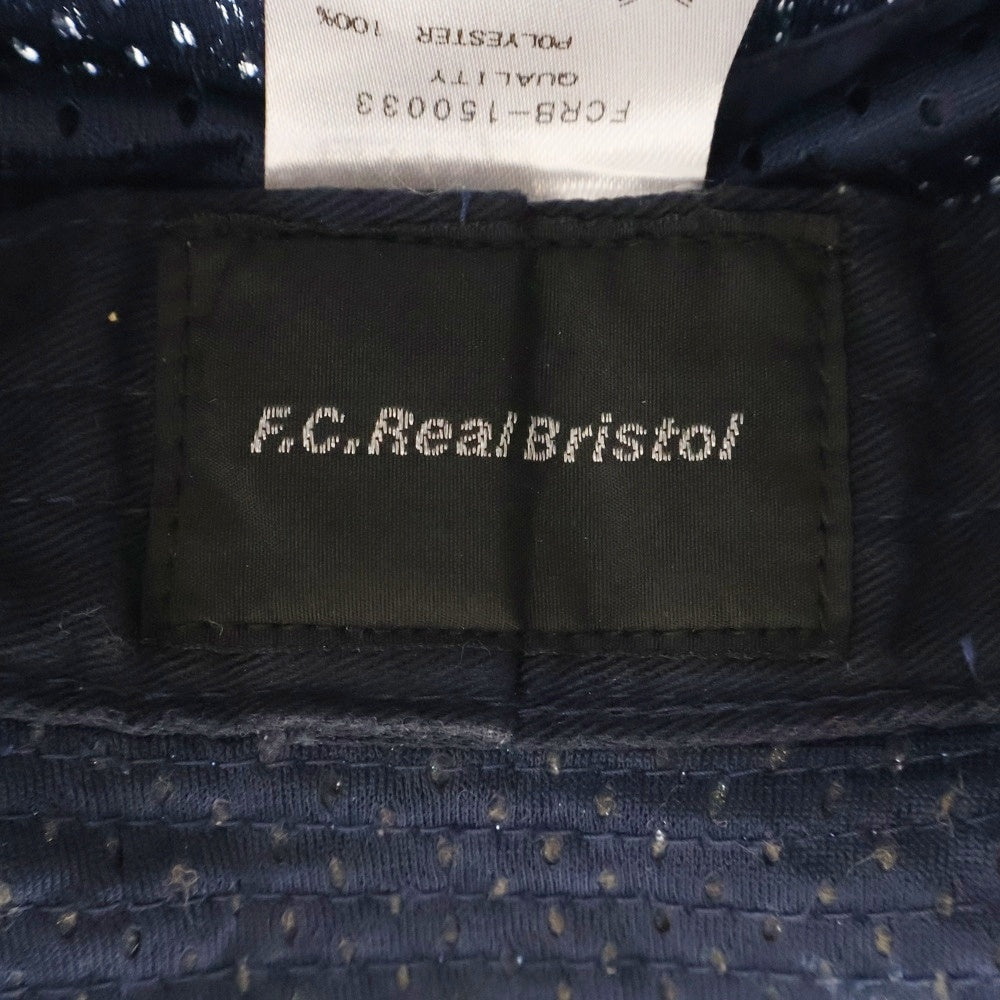 FCRB-150033
QUALITY
POLYESTER 100%
F.C.Real Bristol